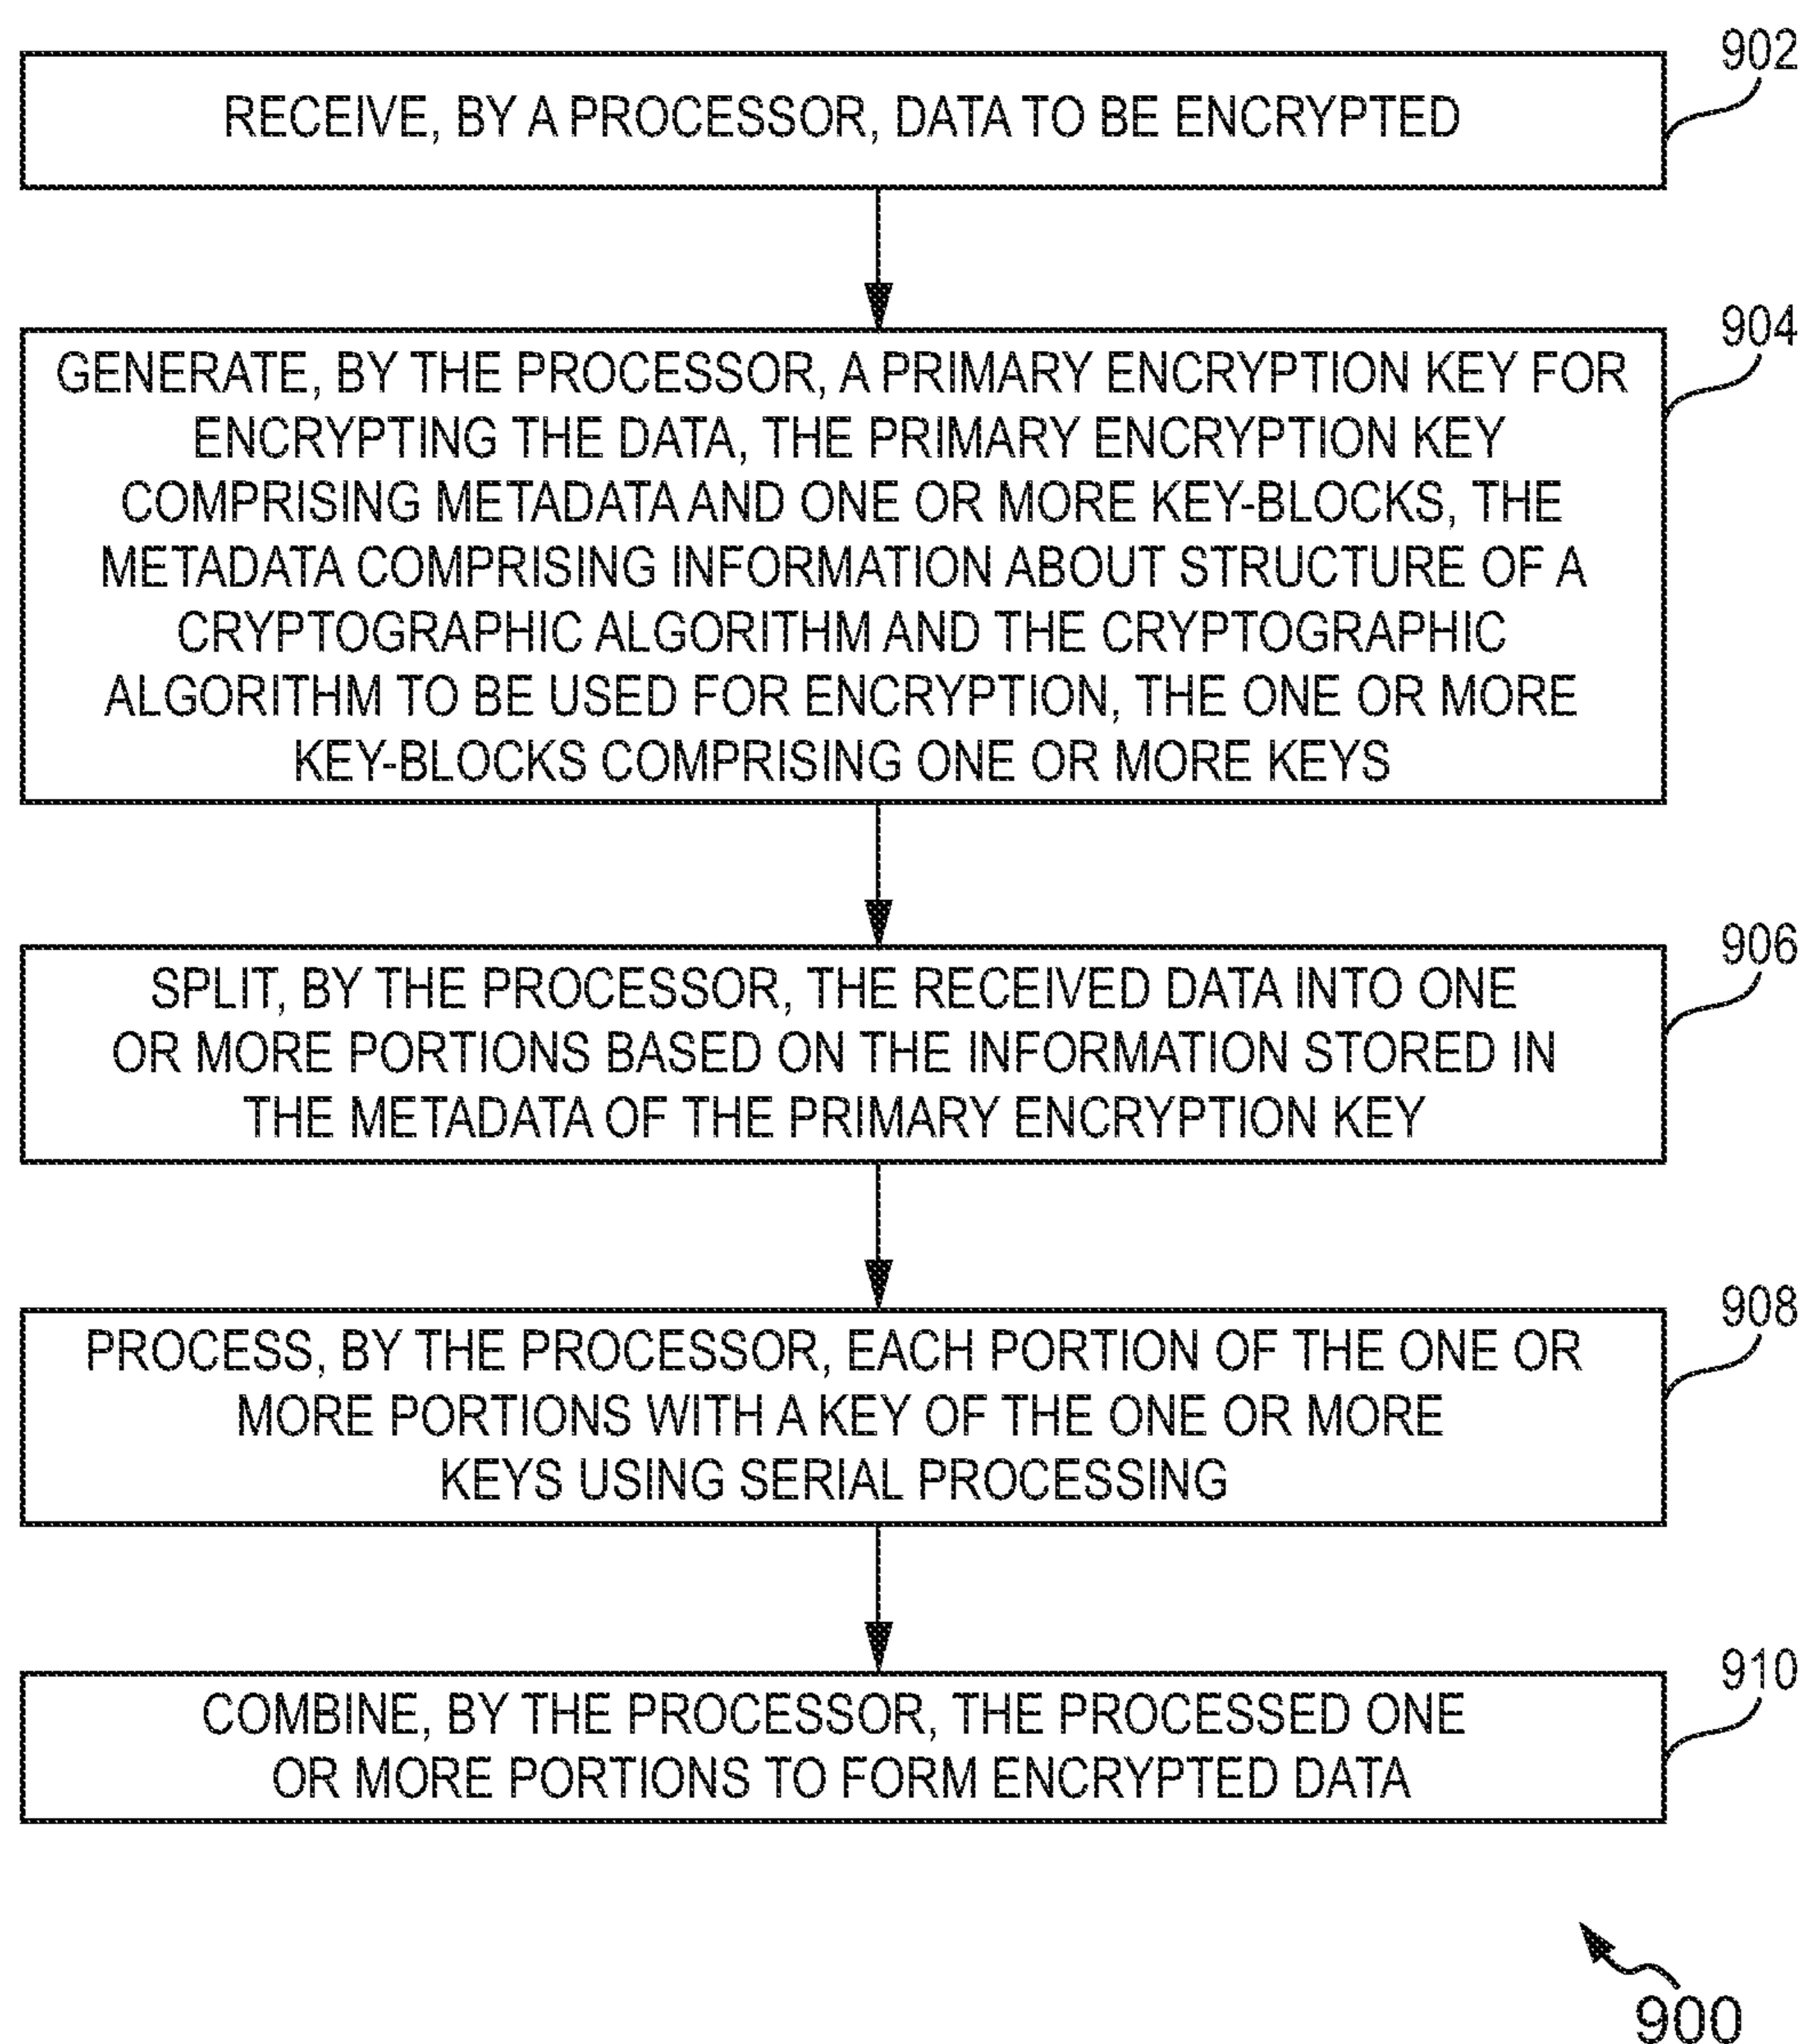 902
RECEIVE, BY A PROCESSOR, DATA TO BE ENCRYPTED
904
GENERATE, BY THE PROCESSOR, A PRIMARY ENCRYPTION KEY FOR
ENCRYPTING THE DATA, THE PRIMARY ENCRYPTION KEY
COMPRISING METADATA AND ONE OR MORE KEY-BLOCKS, THE
METADATA COMPRISING INFORMATION ABOUT STRUCTURE OF A
CRYPTOGRAPHIC ALGORITHM AND THE CRYPTOGRAPHIC
ALGORITHM TO BE USED FOR ENCRYPTION, THE ONE OR MORE
KEY-BLOCKS COMPRISING ONE OR MORE KEYS
906
SPLIT, BY THE PROCESSOR, THE RECEIVED DATA INTO ONE
OR MORE PORTIONS BASED ON THE INFORMATION STORED IN
THE METADATA OF THE PRIMARY ENCRYPTION KEY
908
PROCESS, BY THE PROCESSOR, EACH PORTION OF THE ONE OR
MORE PORTIONS WITH A KEY OF THE ONE OR MORE
KEYS USING SERIAL PROCESSING
910
COMBINE, BY THE PROCESSOR, THE PROCESSED ONE
OR MORE PORTIONS TO FORM ENCRYPTED DATA
900